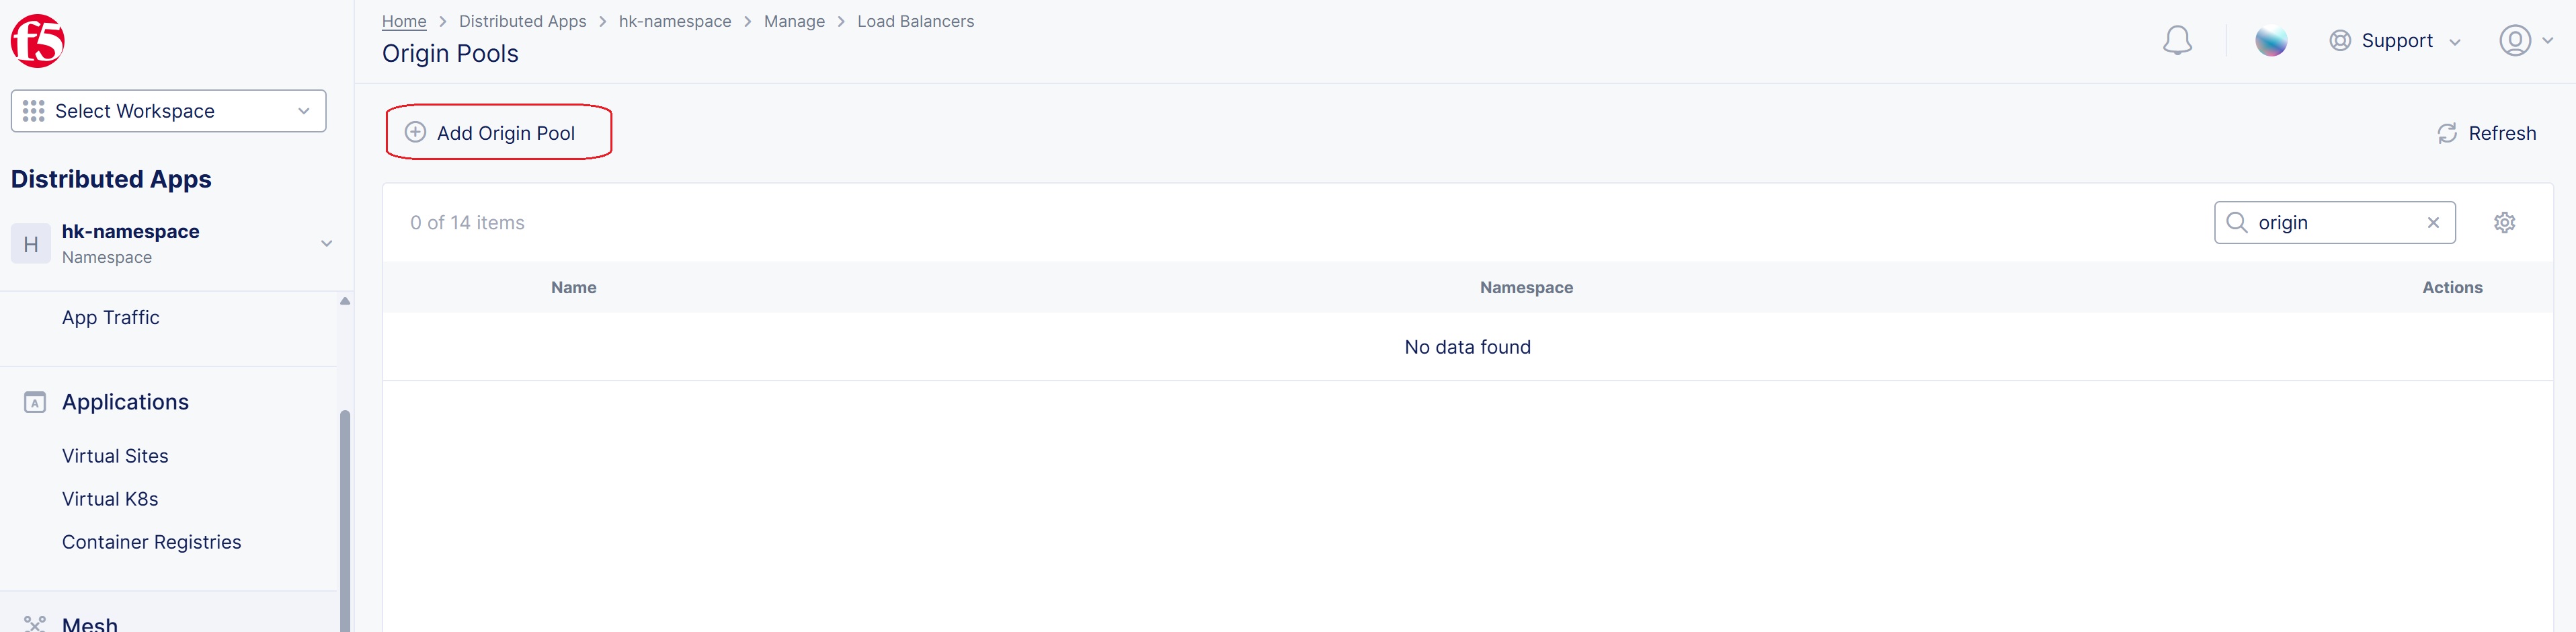 f5
Select Workspace
Distributed Apps
H
hk-namespace
Namespace
App Traffic
Applications
A
Virtual Sites
Virtual K8s
Container Registries
Mesh
Home > Distributed Apps > hk-namespace > Manage > Load Balancers
Origin Pools
Support
Add Origin Pool
Refresh
0 of 14 items
origin
Name Namespace Actions
No data found